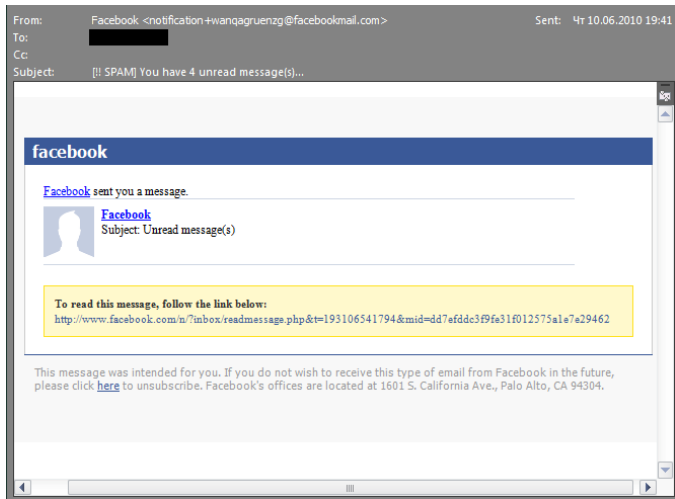 From: Facebook <notification+wanqagruenzg@facebookmail.com> Sent: Чт 10.06.2010 19:41
To:
Cc:
Subject: [!! SPAM] You have 4 unread message(s)...
facebook
Facebook sent you a message.
Facebook
Subject: Unread message(s)
To read this message, follow the link below:
http://www.facebook.com/n/?inbox/readmessage.php&t=193106541794&mid=dd7efddc3f9fe31f012575a1e7e29462
This message was intended for you. If you do not wish to receive this type of email from Facebook in the future,
please click here to unsubscribe. Facebook's offices are located at 1601 S. California Ave., Palo Alto, CA
94304.